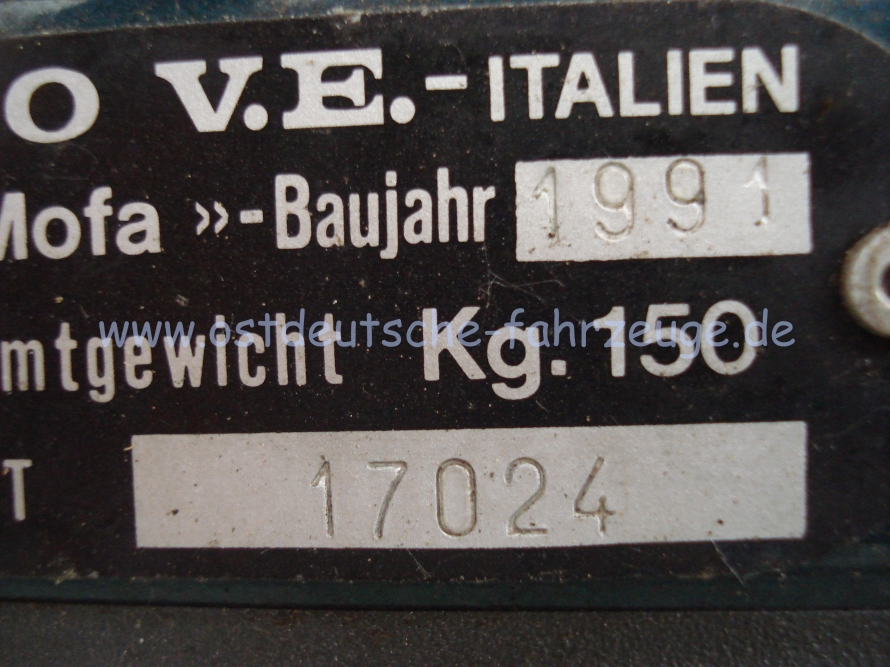 O V.E.-ITALIEN
Mofa »-Baujahr 1991
www.ostdeutsche-fahrzeuge.de
mtgewicht Kg. 150
T 17024